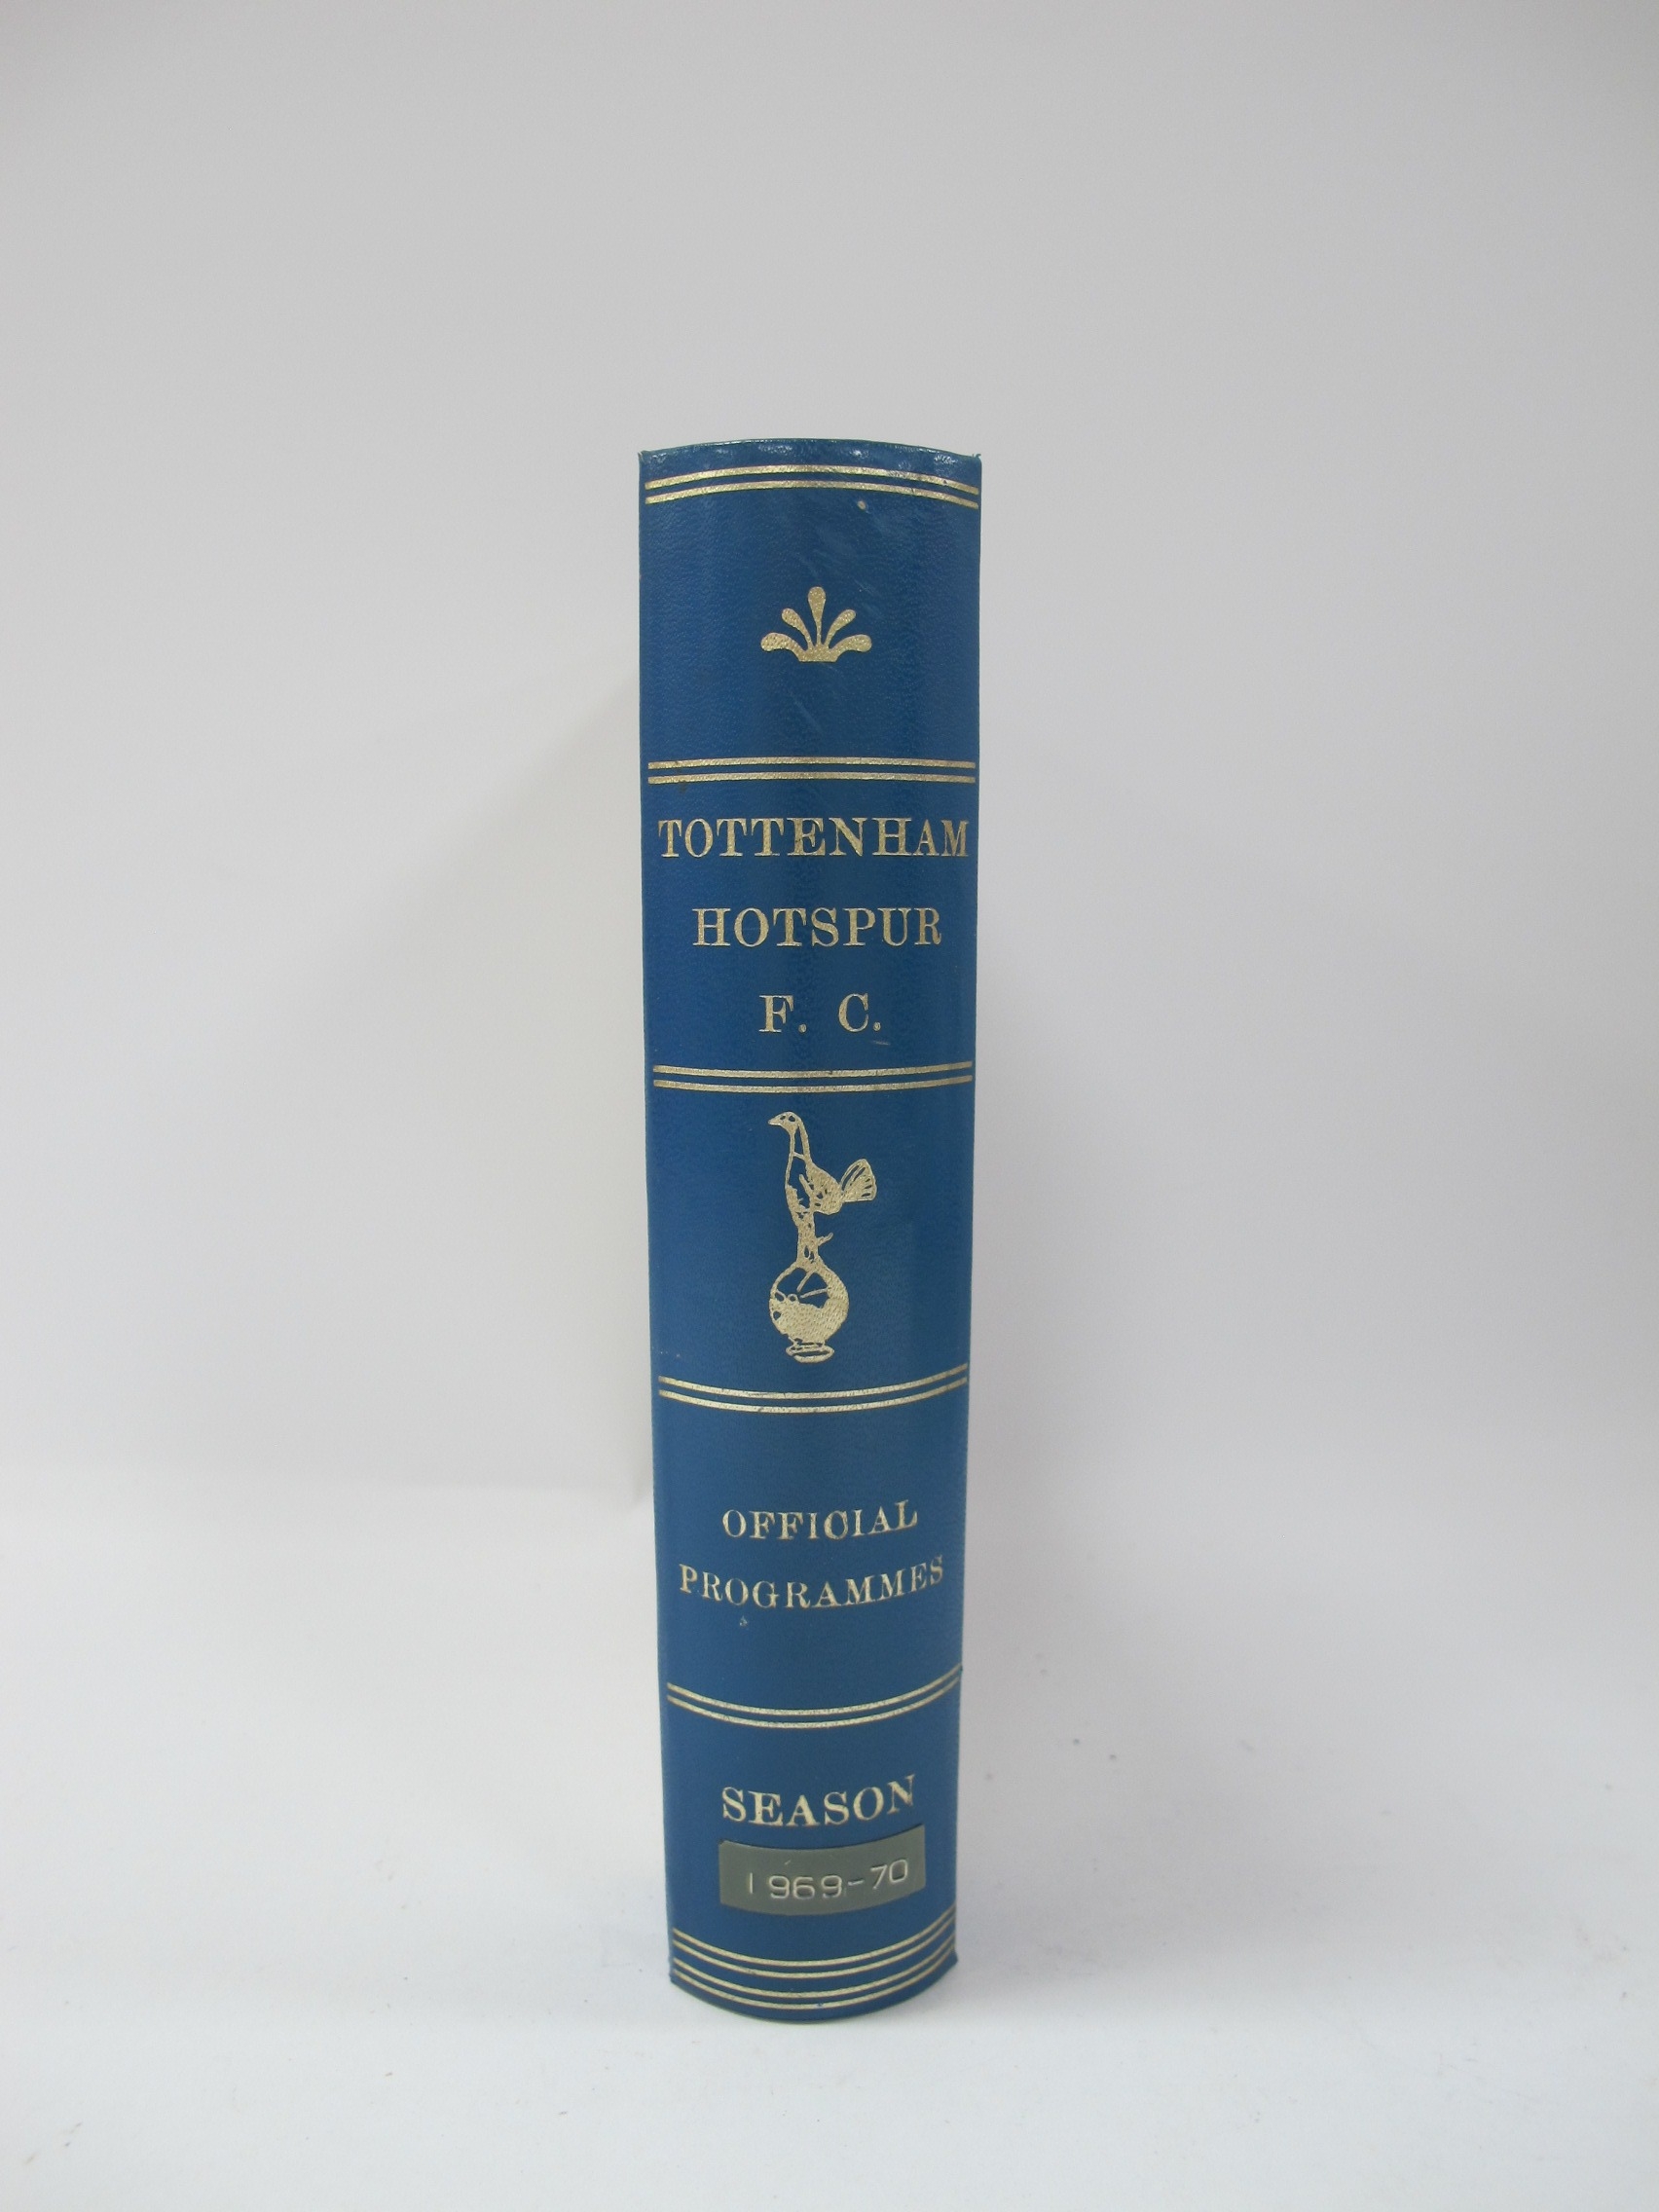 TOTTENHAM
HOTSPUR
F. C.
OFFICIAL
PROGRAMMES
SEASON
1969-70